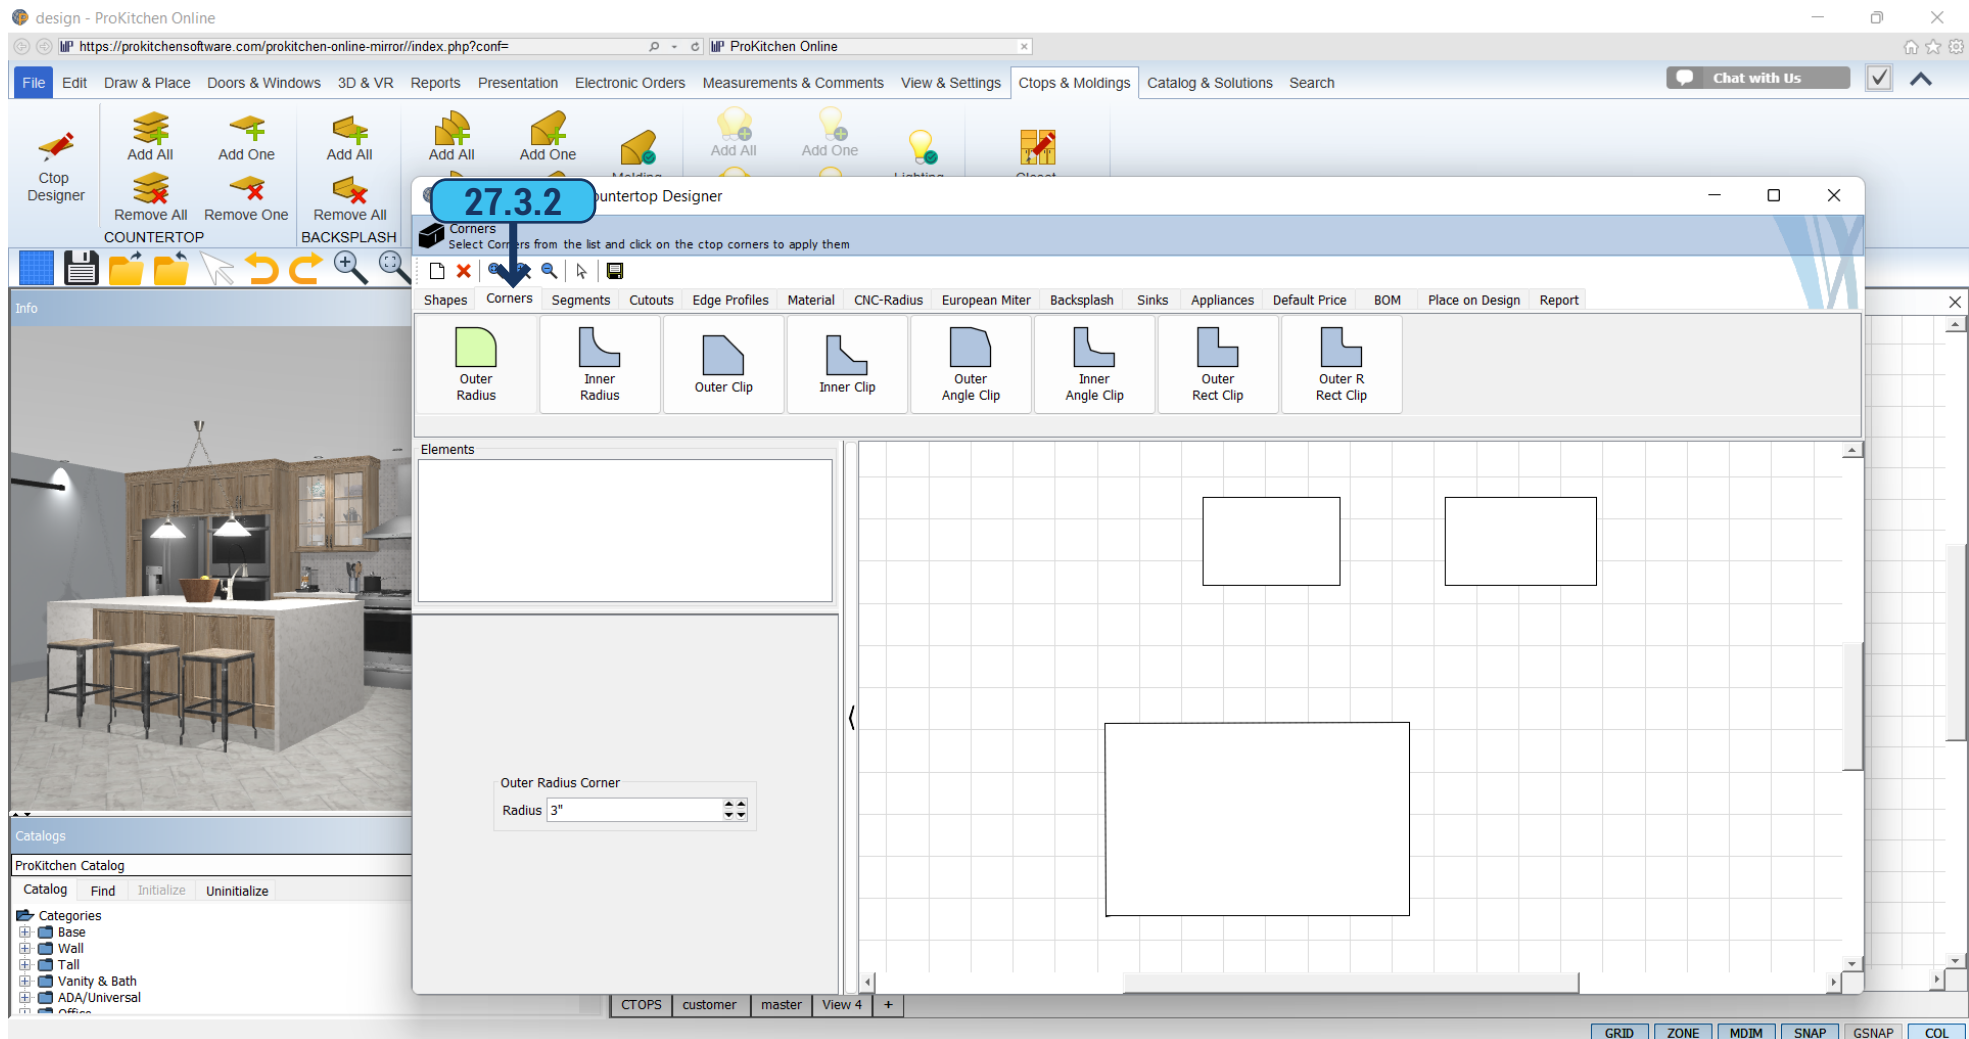 design - ProKitchen Online
https://prokitchensoftware.com/prokitchen-online-mirror//index.php?conf=
ProKitchen Online
File Edit Draw & Place Doors & Windows 3D & VR Reports Presentation Electronic Orders Measurements & Comments View & Settings Ctops & Moldings Catalog & Solutions Search
Chat with Us
Ctop
Designer
Add All
Add One
Add All
Add All
Add One
Add All
Add One
Remove All
Remove One
Remove All
COUNTERTOP
BACKSPLASH
27.3.2
Countertop Designer
Corners
Select Corners from the list and click on the ctop corners to apply them
Shapes Corners Segments Cutouts Edge Profiles Material CNC-Radius European Miter Backsplash Sinks Appliances Default Price BOM Place on Design Report
Outer
Radius
Inner
Radius
Outer Clip
Inner Clip
Outer
Angle Clip
Inner
Angle Clip
Outer
Rect Clip
Outer R
Rect Clip
Info
Elements
Outer Radius Corner
Radius 3"
Catalogs
ProKitchen Catalog
Catalog Find Initialize Uninitialize
Categories
Base
Wall
Tall
Vanity & Bath
ADA/Universal
CTOPS customer master View 4 +
GRID ZONE MDIM SNAP GSNAP COL